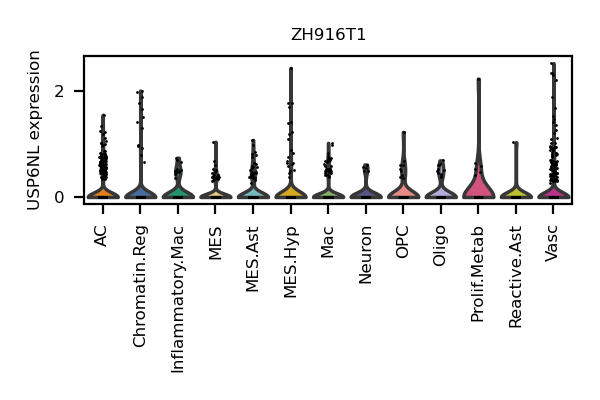 ZH916T1
USP6NL expression
2
0
AC
Chromatin.Reg
Inflammatory.Mac
MES
MES.Ast
MES.Hyp
Mac
Neuron
OPC
Oligo
Prolif.Metab
Reactive.Ast
Vasc